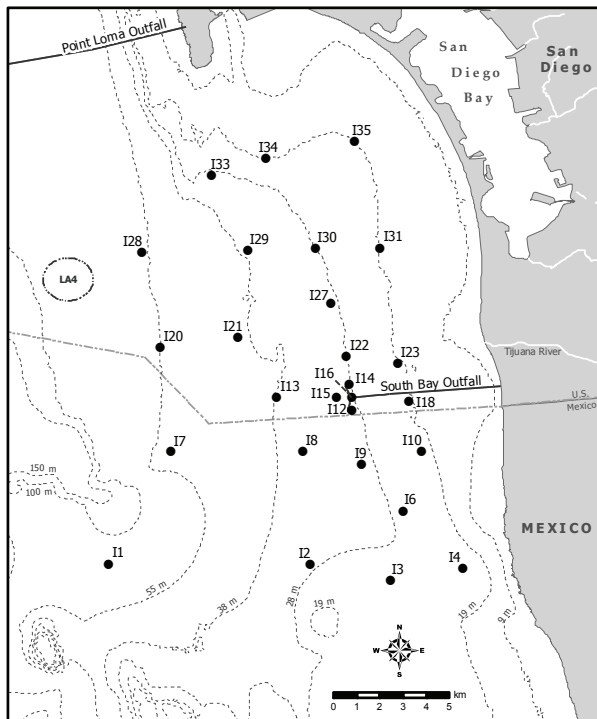 Point Loma Outfall
San
Diego
Bay
San
Diego
I35
I34
I33
I28
I29
I30
I31
LA4
I27
I20
I21
I22
I23
Tijuana River
I16
I14
I13
I15
South Bay Outfall
I12
I18
U.S.
Mexico
I7
I8
I9
I10
150 m
100 m
I6
MEXICO
I1
I2
I3
I4
55 m
38 m
28 m
19 m
19 m
9 m
N
W
E
S
0 1 2 3 4 5
km